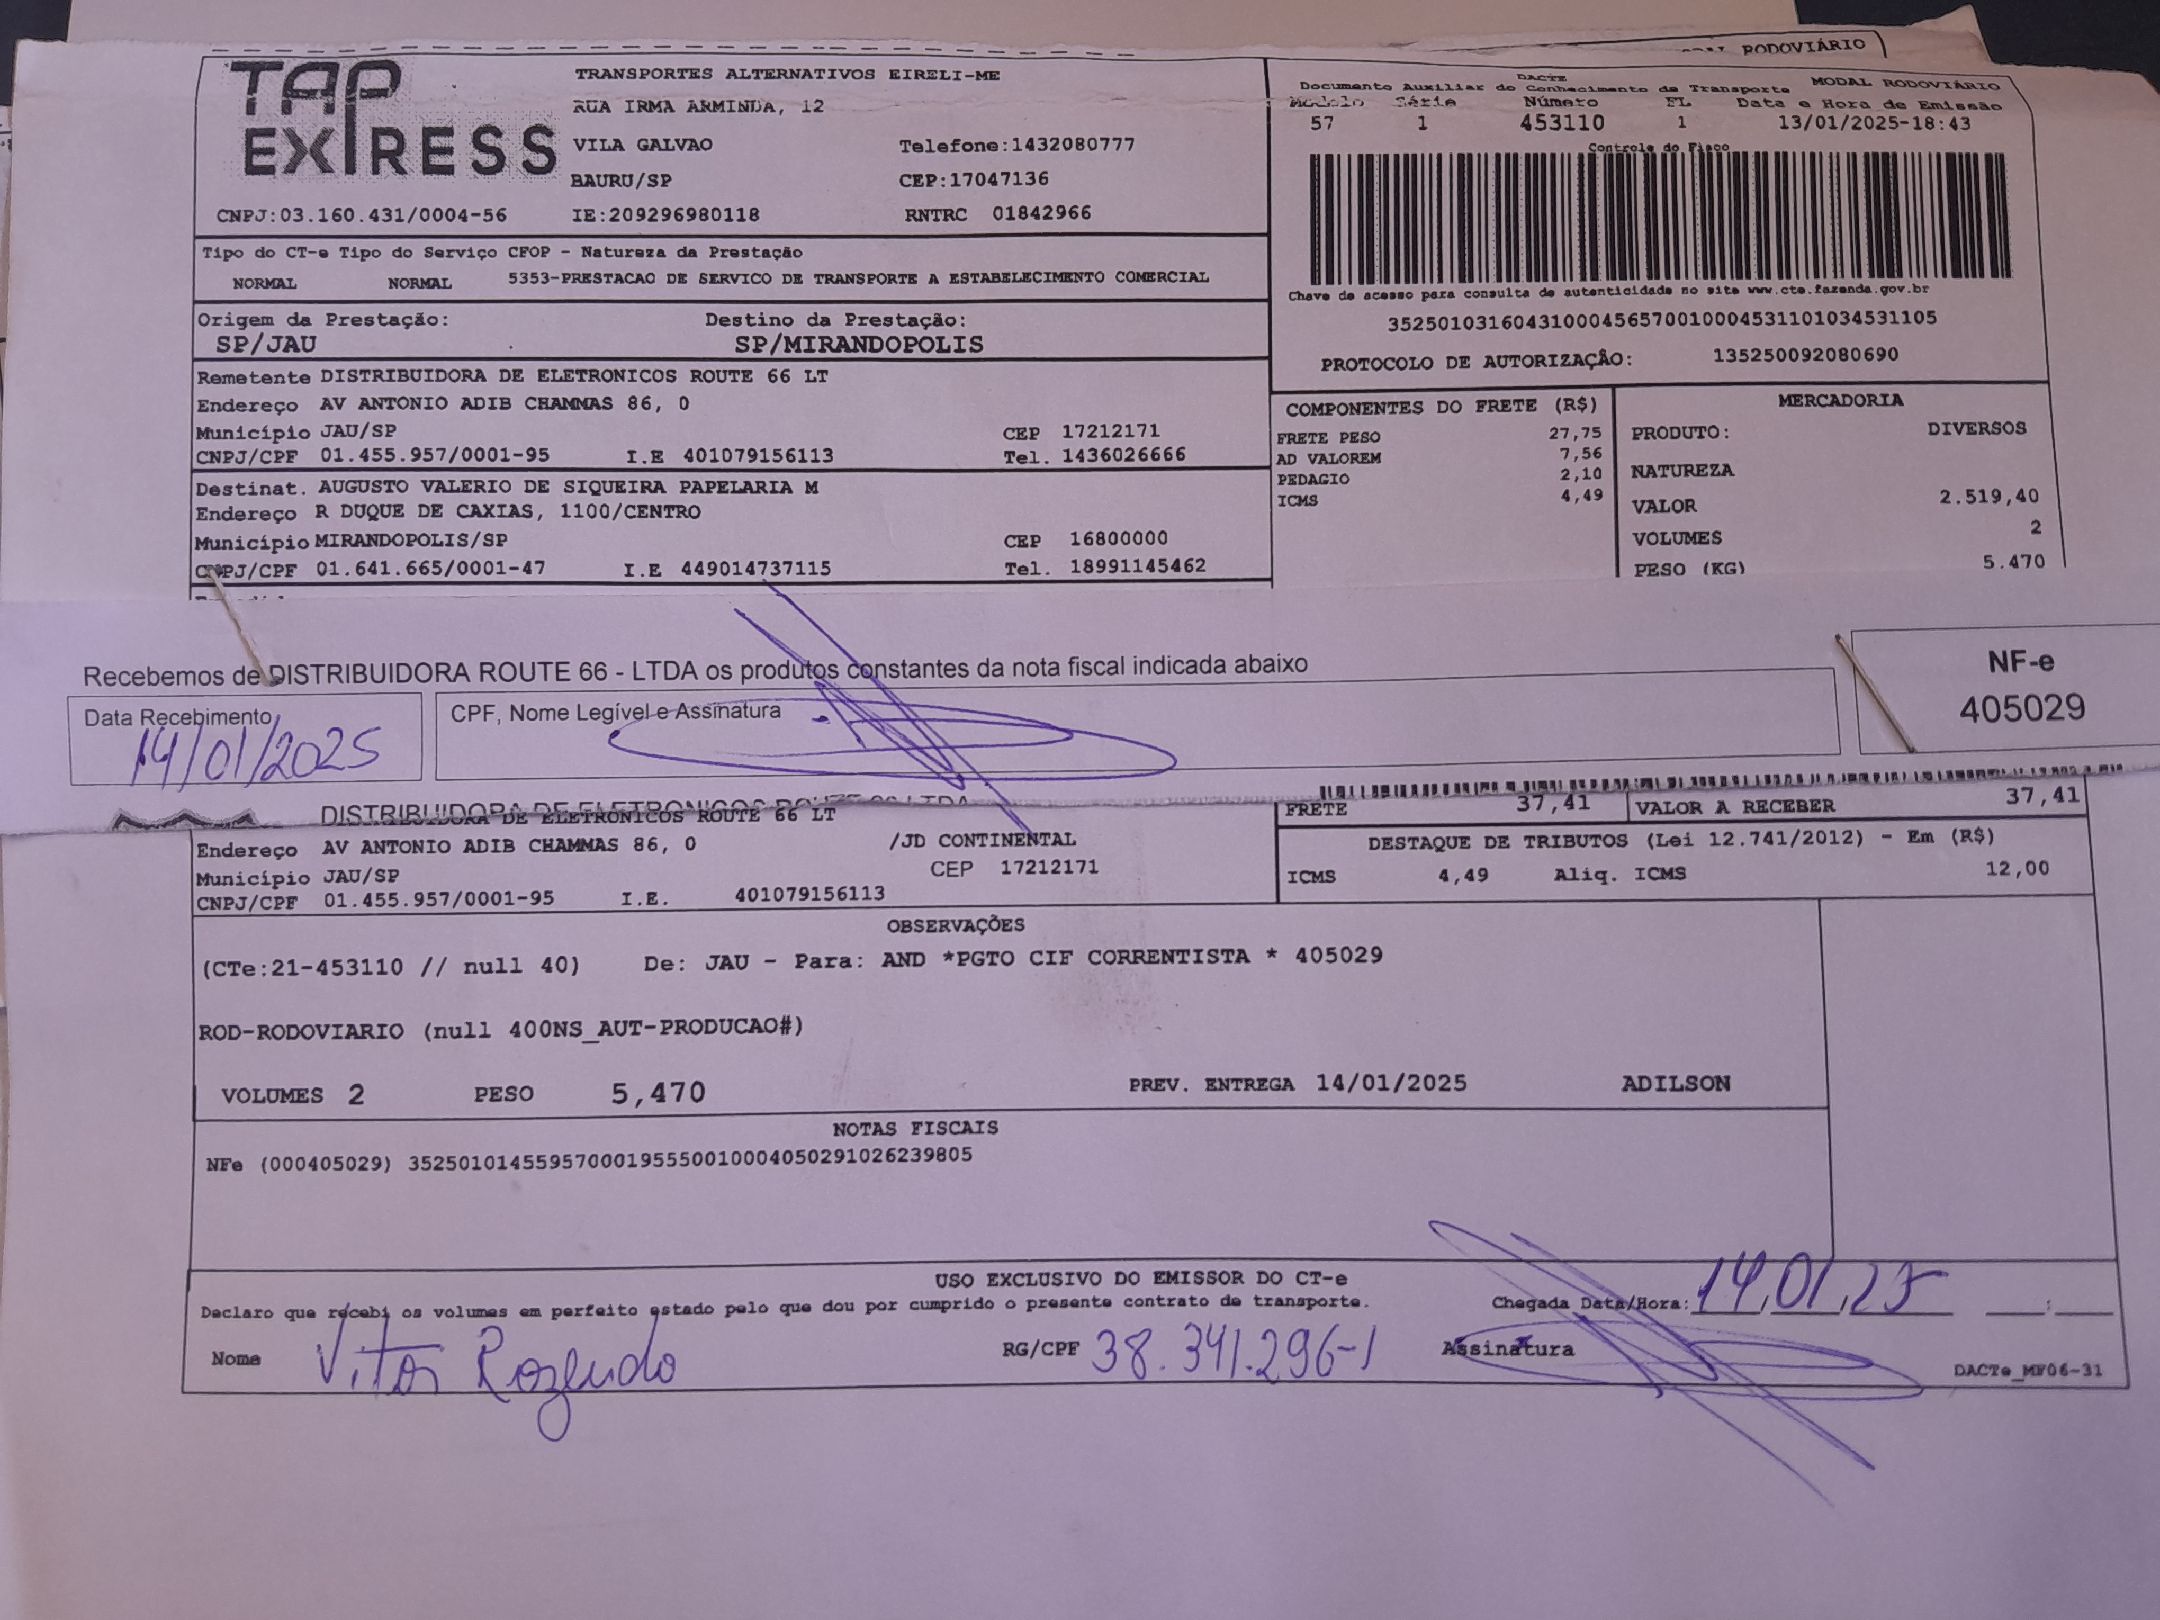 RODOVIÁRIO
TAP EXPRESS
TRANSPORTES ALTERNATIVOS EIRELI-ME
RUA IRMA ARMINDA, 12
VILA GALVAO Telefone:1432080777
BAURU/SP CEP:17047136
CNPJ:03.160.431/0004-56 IE:209296980118 RNTRC 01842966
DACTE MODAL RODOVIÁRIO
Documento Auxiliar do Conhecimento de Transporte
Modelo Série Número FL Data e Hora de Emissão
57 1 453110 1 13/01/2025-18:43
Controle do Fisco
Chave de acesso para consulta de autenticidade no site www.cte.fazenda.gov.br
35250103160431000456570010004531101034531105
PROTOCOLO DE AUTORIZAÇÃO: 135250092080690
Tipo do CT-e Tipo do Serviço CFOP - Natureza da Prestação
NORMAL NORMAL 5353-PRESTACAO DE SERVICO DE TRANSPORTE A ESTABELECIMENTO COMERCIAL
Origem da Prestação: Destino da Prestação:
SP/JAU SP/MIRANDOPOLIS
Remetente DISTRIBUIDORA DE ELETRONICOS ROUTE 66 LT
Endereço AV ANTONIO ADIB CHAMMAS 86, 0
Município JAU/SP CEP 17212171
CNPJ/CPF 01.455.957/0001-95 I.E 401079156113 Tel. 1436026666
Destinat. AUGUSTO VALERIO DE SIQUEIRA PAPELARIA M
Endereço R DUQUE DE CAXIAS, 1100/CENTRO
Município MIRANDOPOLIS/SP CEP 16800000
CNPJ/CPF 01.641.665/0001-47 I.E 449014737115 Tel. 18991145462
COMPONENTES DO FRETE (R$)
FRETE PESO 27,75
AD VALOREM 7,56
PEDAGIO 2,10
ICMS 4,49
MERCADORIA
PRODUTO: DIVERSOS
NATUREZA
VALOR 2.519,40
VOLUMES 2
PESO (KG) 5.470
Recebemos de DISTRIBUIDORA ROUTE 66 - LTDA os produtos constantes da nota fiscal indicada abaixo
Data Recebimento CPF, Nome Legível e Assinatura
14/01/2025
NF-e
405029
DISTRIBUIDORA DE ELETRONICOS ROUTE 66 LTDA
DE ELETRONICOS ROUTE 66 LT
FRETE 37,41 VALOR A RECEBER 37,41
Endereço AV ANTONIO ADIB CHAMMAS 86, 0 /JD CONTINENTAL
Município JAU/SP CEP 17212171
CNPJ/CPF 01.455.957/0001-95 I.E. 401079156113
DESTAQUE DE TRIBUTOS (Lei 12.741/2012) - Em (R$)
ICMS 4,49 Aliq. ICMS 12,00
OBSERVAÇÕES
(CTe:21-453110 // null 40) De: JAU - Para: AND *PGTO CIF CORRENTISTA * 405029
ROD-RODOVIARIO (null 400NS_AUT-PRODUCAO#)
VOLUMES 2 PESO 5,470 PREV. ENTREGA 14/01/2025 ADILSON
NOTAS FISCAIS
NFe (000405029) 35250101455957000195550010004050291026239805
USO EXCLUSIVO DO EMISSOR DO CT-e
Declaro que recebi os volumes em perfeito estado pelo que dou por cumprido o presente contrato de transporte. Chegada Data/Hora: 14/01/25 :
Nome Vitor Rozendo RG/CPF 38.341.296-1 Assinatura
DACTe_MF06-31